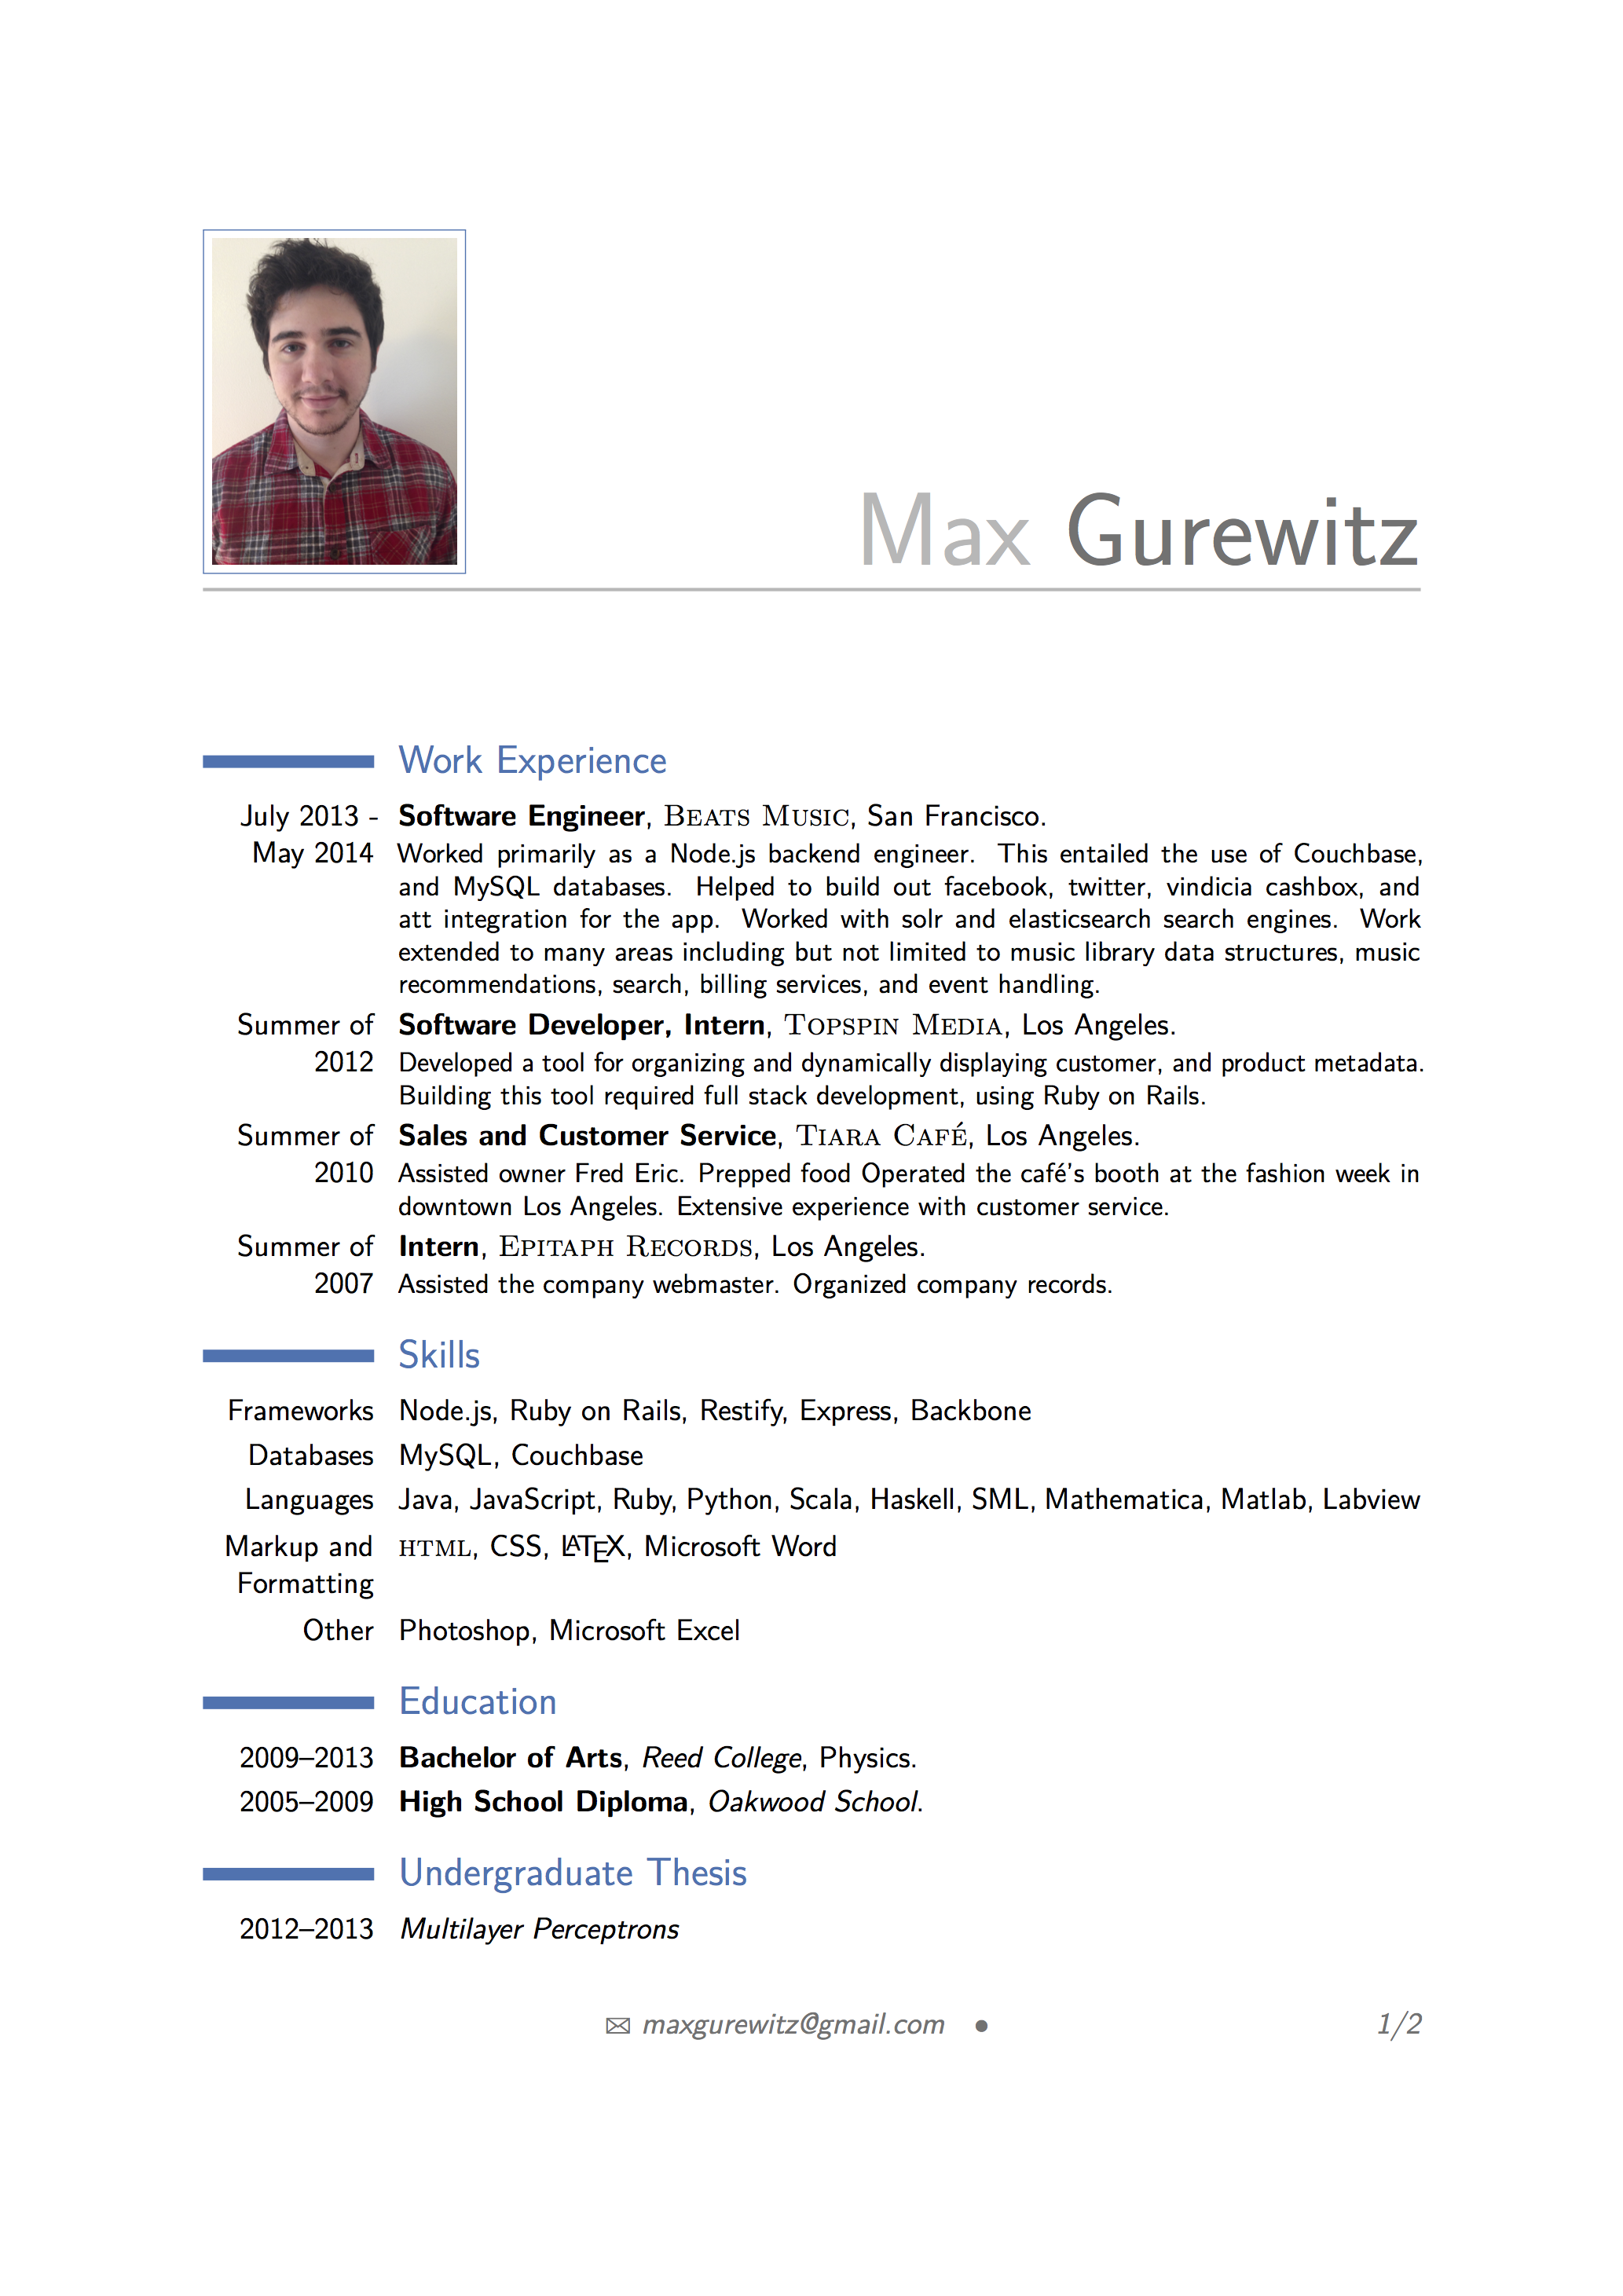 Max Gurewitz
Work Experience
July 2013 - Software Engineer, Beats Music, San Francisco.
May 2014 Worked primarily as a Node.js backend engineer. This entailed the use of Couchbase,
and MySQL databases. Helped to build out facebook, twitter, vindicia cashbox, and
att integration for the app. Worked with solr and elasticsearch search engines. Work
extended to many areas including but not limited to music library data structures, music
recommendations, search, billing services, and event handling.
Summer of Software Developer, Intern, Topspin Media, Los Angeles.
2012 Developed a tool for organizing and dynamically displaying customer, and product metadata.
Building this tool required full stack development, using Ruby on Rails.
Summer of Sales and Customer Service, Tiara Café, Los Angeles.
2010 Assisted owner Fred Eric. Prepped food Operated the café's booth at the fashion week in
downtown Los Angeles. Extensive experience with customer service.
Summer of Intern, Epitaph Records, Los Angeles.
2007 Assisted the company webmaster. Organized company records.
Skills
Frameworks Node.js, Ruby on Rails, Restify, Express, Backbone
Databases MySQL, Couchbase
Languages Java, JavaScript, Ruby, Python, Scala, Haskell, SML, Mathematica, Matlab, Labview
Markup and HTML, CSS, LATEX, Microsoft Word
Formatting
Other Photoshop, Microsoft Excel
Education
2009–2013 Bachelor of Arts, Reed College, Physics.
2005–2009 High School Diploma, Oakwood School.
Undergraduate Thesis
2012–2013 Multilayer Perceptrons
✉ maxgurewitz@gmail.com • 1/2